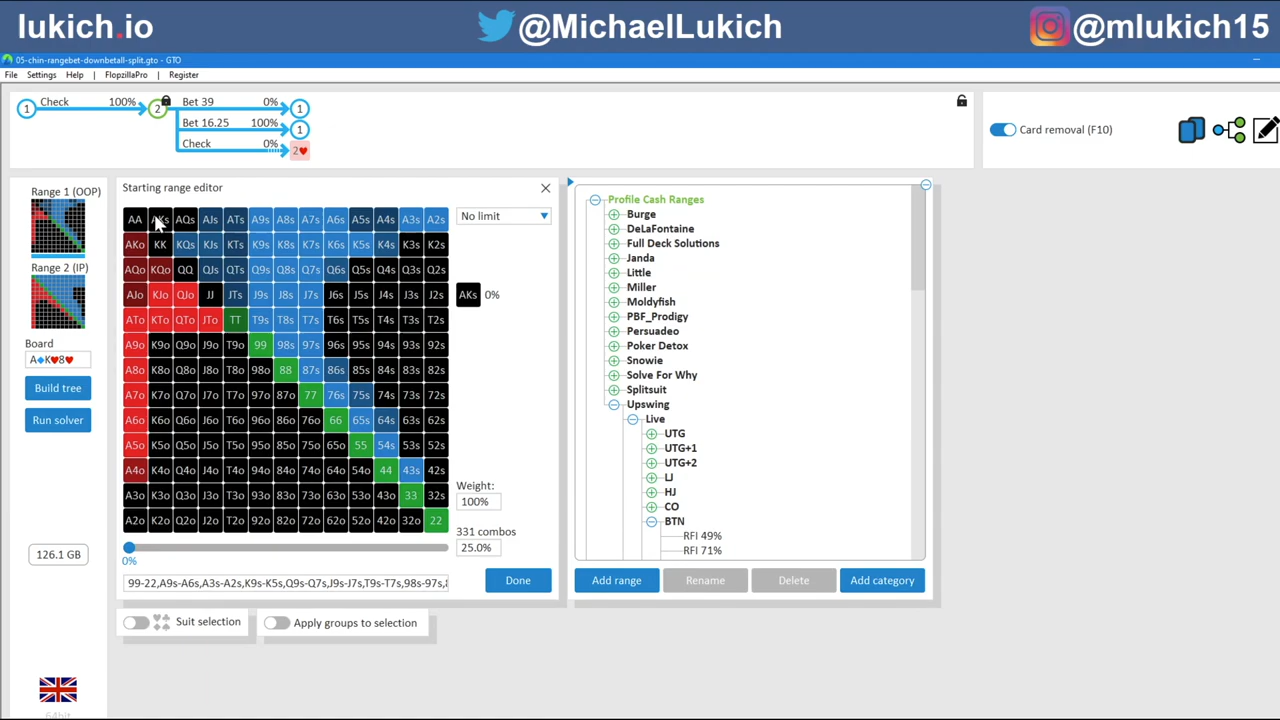 lukich.io
@MichaelLukich
@mlukich15
05-chin-rangebet-downbetall-split.gto - GTO
File Settings Help FlopzillaPro Register
1 Check 100% 2 Bet 39 0% 1
Bet 16.25 100% 1
Check 0% 2♥
Card removal (F10)
Range 1 (OOP)
Range 2 (IP)
Board
A♦K♥8♥
Build tree
Run solver
126.1 GB
64bit
Starting range editor
No limit
AA AKs AQs AJs ATs A9s A8s A7s A6s A5s A4s A3s A2s
AKo KK KQs KJs KTs K9s K8s K7s K6s K5s K4s K3s K2s
AQo KQo QQ QJs QTs Q9s Q8s Q7s Q6s Q5s Q4s Q3s Q2s
AJo KJo QJo JJ JTs J9s J8s J7s J6s J5s J4s J3s J2s
ATo KTo QTo JTo TT T9s T8s T7s T6s T5s T4s T3s T2s
A9o K9o Q9o J9o T9o 99 98s 97s 96s 95s 94s 93s 92s
A8o K8o Q8o J8o T8o 98o 88 87s 86s 85s 84s 83s 82s
A7o K7o Q7o J7o T7o 97o 87o 77 76s 75s 74s 73s 72s
A6o K6o Q6o J6o T6o 96o 86o 76o 66 65s 64s 63s 62s
A5o K5o Q5o J5o T5o 95o 85o 75o 65o 55 54s 53s 52s
A4o K4o Q4o J4o T4o 94o 84o 74o 64o 54o 44 43s 42s
A3o K3o Q3o J3o T3o 93o 83o 73o 63o 53o 43o 33 32s
A2o K2o Q2o J2o T2o 92o 82o 72o 62o 52o 42o 32o 22
AKs 0%
Weight:
100%
331 combos
25.0%
0%
99-22,A9s-A6s,A3s-A2s,K9s-K5s,Q9s-Q7s,J9s-J7s,T9s-T7s,98s-97s,
Done
Suit selection
Apply groups to selection
Profile Cash Ranges
Burge
DeLaFontaine
Full Deck Solutions
Janda
Little
Miller
Moldyfish
PBF_Prodigy
Persuadeo
Poker Detox
Snowie
Solve For Why
Splitsuit
Upswing
Live
UTG
UTG+1
UTG+2
LJ
HJ
CO
BTN
RFI 49%
RFI 71%
Add range
Rename
Delete
Add category